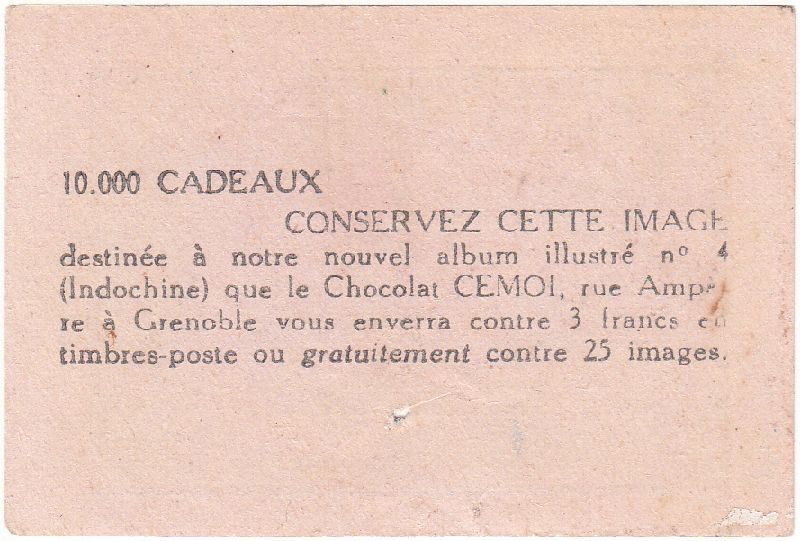 10.000 CADEAUX
CONSERVEZ CETTE IMAGE
destinée à notre nouvel album illustré nº 4
(Indochine) que le Chocolat CEMOI, rue Ampè-
re à Grenoble vous enverra contre 3 francs en
timbres-poste ou gratuitement contre 25 images.